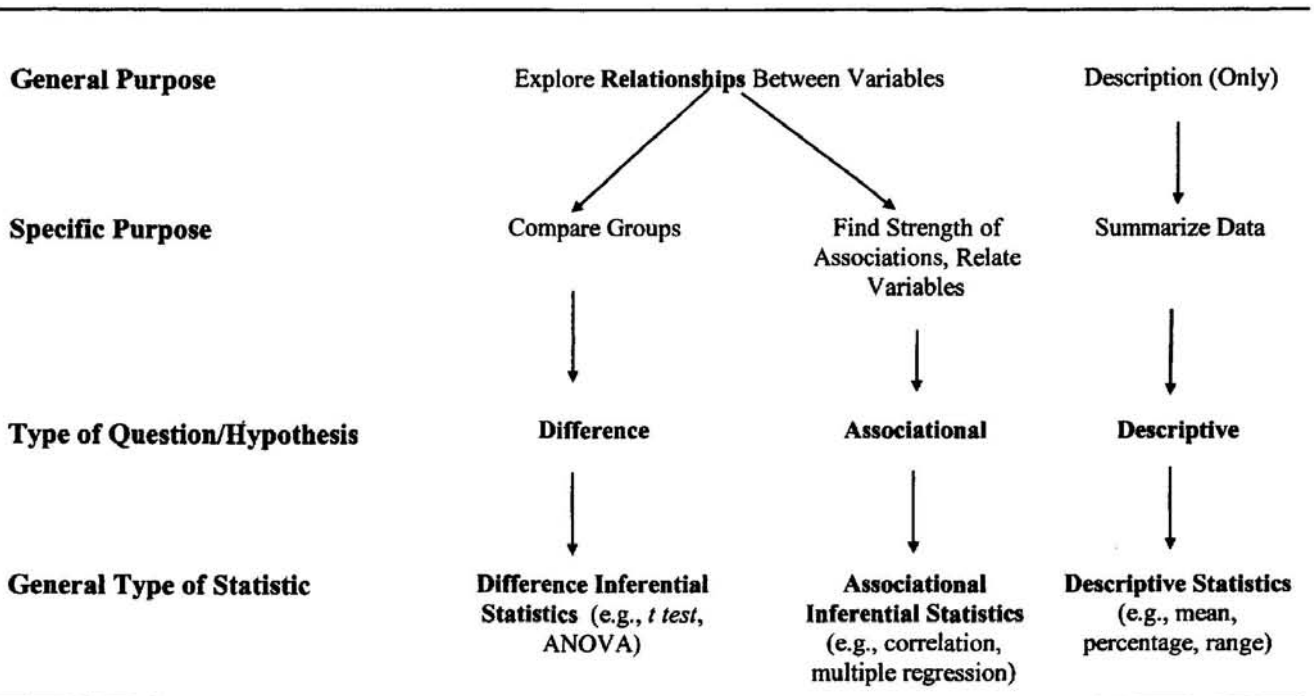 General Purpose
Explore Relationships Between Variables
Description (Only)
Specific Purpose
Compare Groups
Find Strength of
Associations, Relate
Variables
Summarize Data
Type of Question/Hypothesis
Difference
Associational
Descriptive
General Type of Statistic
Difference Inferential
Statistics (e.g., t test,
ANOVA)
Associational
Inferential Statistics
(e.g., correlation,
multiple regression)
Descriptive Statistics
(e.g., mean,
percentage, range)